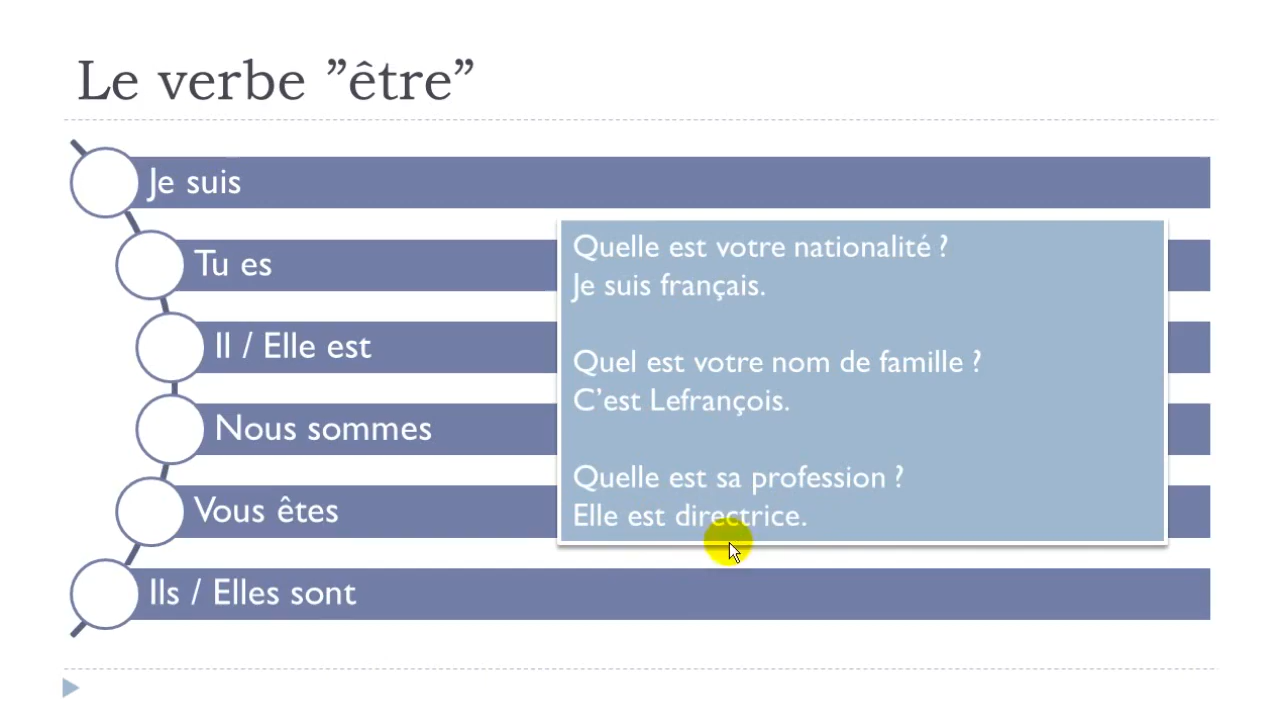 Le verbe ”être”
Je suis
Tu es
Il / Elle est
Nous sommes
Vous êtes
Ils / Elles sont
Quelle est votre nationalité ?
Je suis français.
Quel est votre nom de famille ?
C’est Lefrançois.
Quelle est sa profession ?
Elle est directrice.